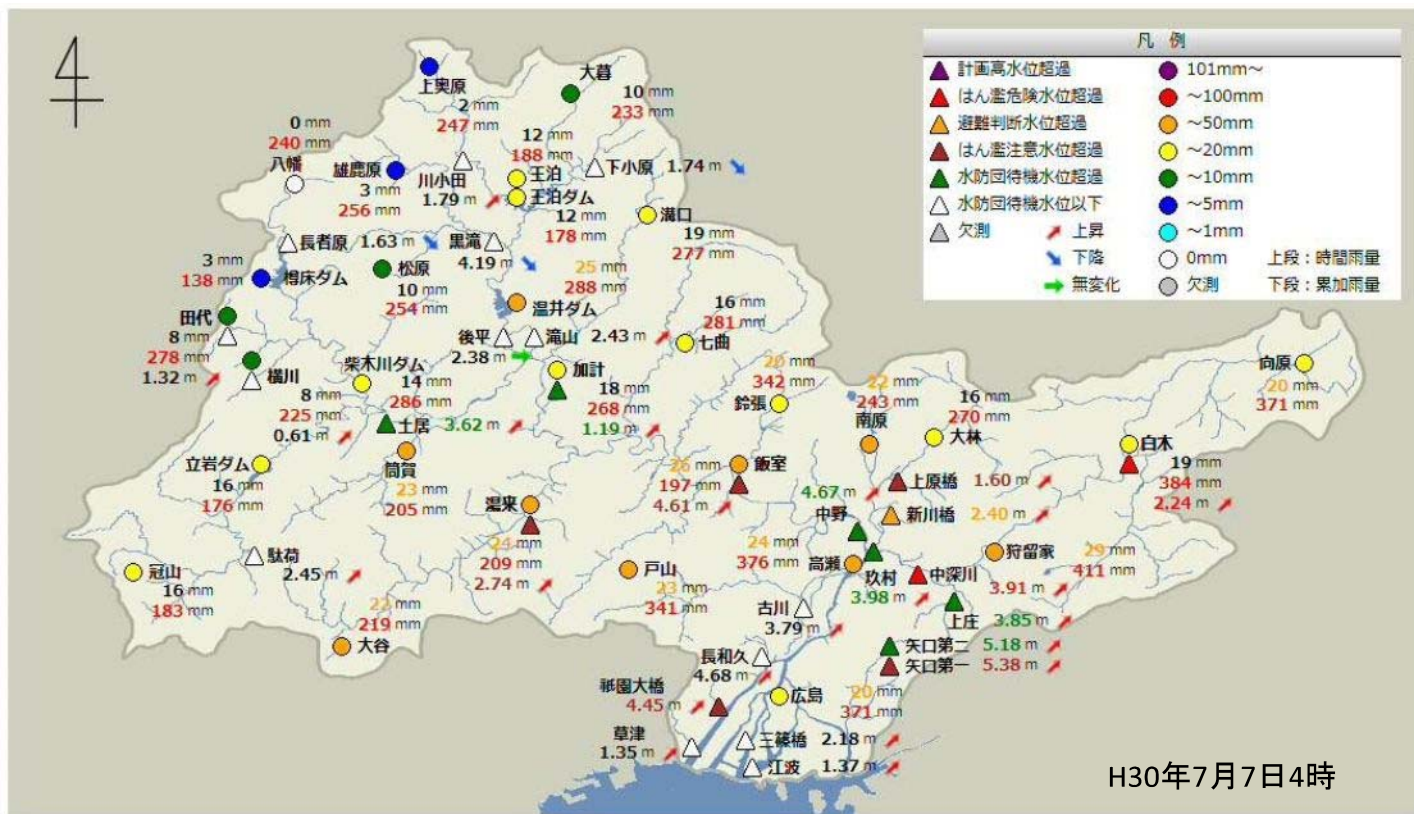 凡 例
計画高水位超過
101mm～
はん濫危険水位超過
～100mm
避難判断水位超過
～50mm
はん濫注意水位超過
～20mm
水防団待機水位超過
～10mm
水防団待機水位以下
～5mm
欠測
上昇
～1mm
下降
0mm
上段：時間雨量
無変化
欠測
下段：累加雨量
上奥原
2 mm
247 mm
大暮
10 mm
233 mm
0 mm
240 mm
八幡
雄鹿原
3 mm
256 mm
川小田
1.79 m
12 mm
188 mm
王泊
王泊ダム
12 mm
178 mm
下小原 1.74 m
溝口
19 mm
277 mm
長者原 1.63 m
黒滝
4.19 m
3 mm
138 mm
樽床ダム
松原
10 mm
254 mm
25 mm
288 mm
温井ダム
田代
8 mm
278 mm
1.32 m
後平
2.38 m
滝山 2.43 m
16 mm
281 mm
七曲
横川
8 mm
225 mm
0.61 m
柴木川ダム
14 mm
286 mm
加計
18 mm
268 mm
1.19 m
20 mm
342 mm
鈴張
22 mm
243 mm
南原
16 mm
270 mm
大林
向原
20 mm
371 mm
土居 3.62 m
筒賀
23 mm
205 mm
立岩ダム
16 mm
176 mm
26 mm
197 mm
4.61 m
飯室
白木
19 mm
384 mm
2.24 m
湯来
24 mm
209 mm
2.74 m
4.67 m
中野
上原橋 1.60 m
新川橋 2.40 m
駄荷
2.45 m
冠山
16 mm
183 mm
戸山
23 mm
341 mm
24 mm
376 mm
高瀬
玖村
3.98 m
狩留家
29 mm
411 mm
中深川
3.91 m
上庄 3.85 m
22 mm
219 mm
大谷
古川
3.79 m
矢口第二 5.18 m
矢口第一 5.38 m
長和久
4.68 m
祇園大橋
4.45 m
広島
20 mm
371 mm
草津
1.35 m
三篠橋 2.18 m
江波 1.37 m
H30年7月7日4時